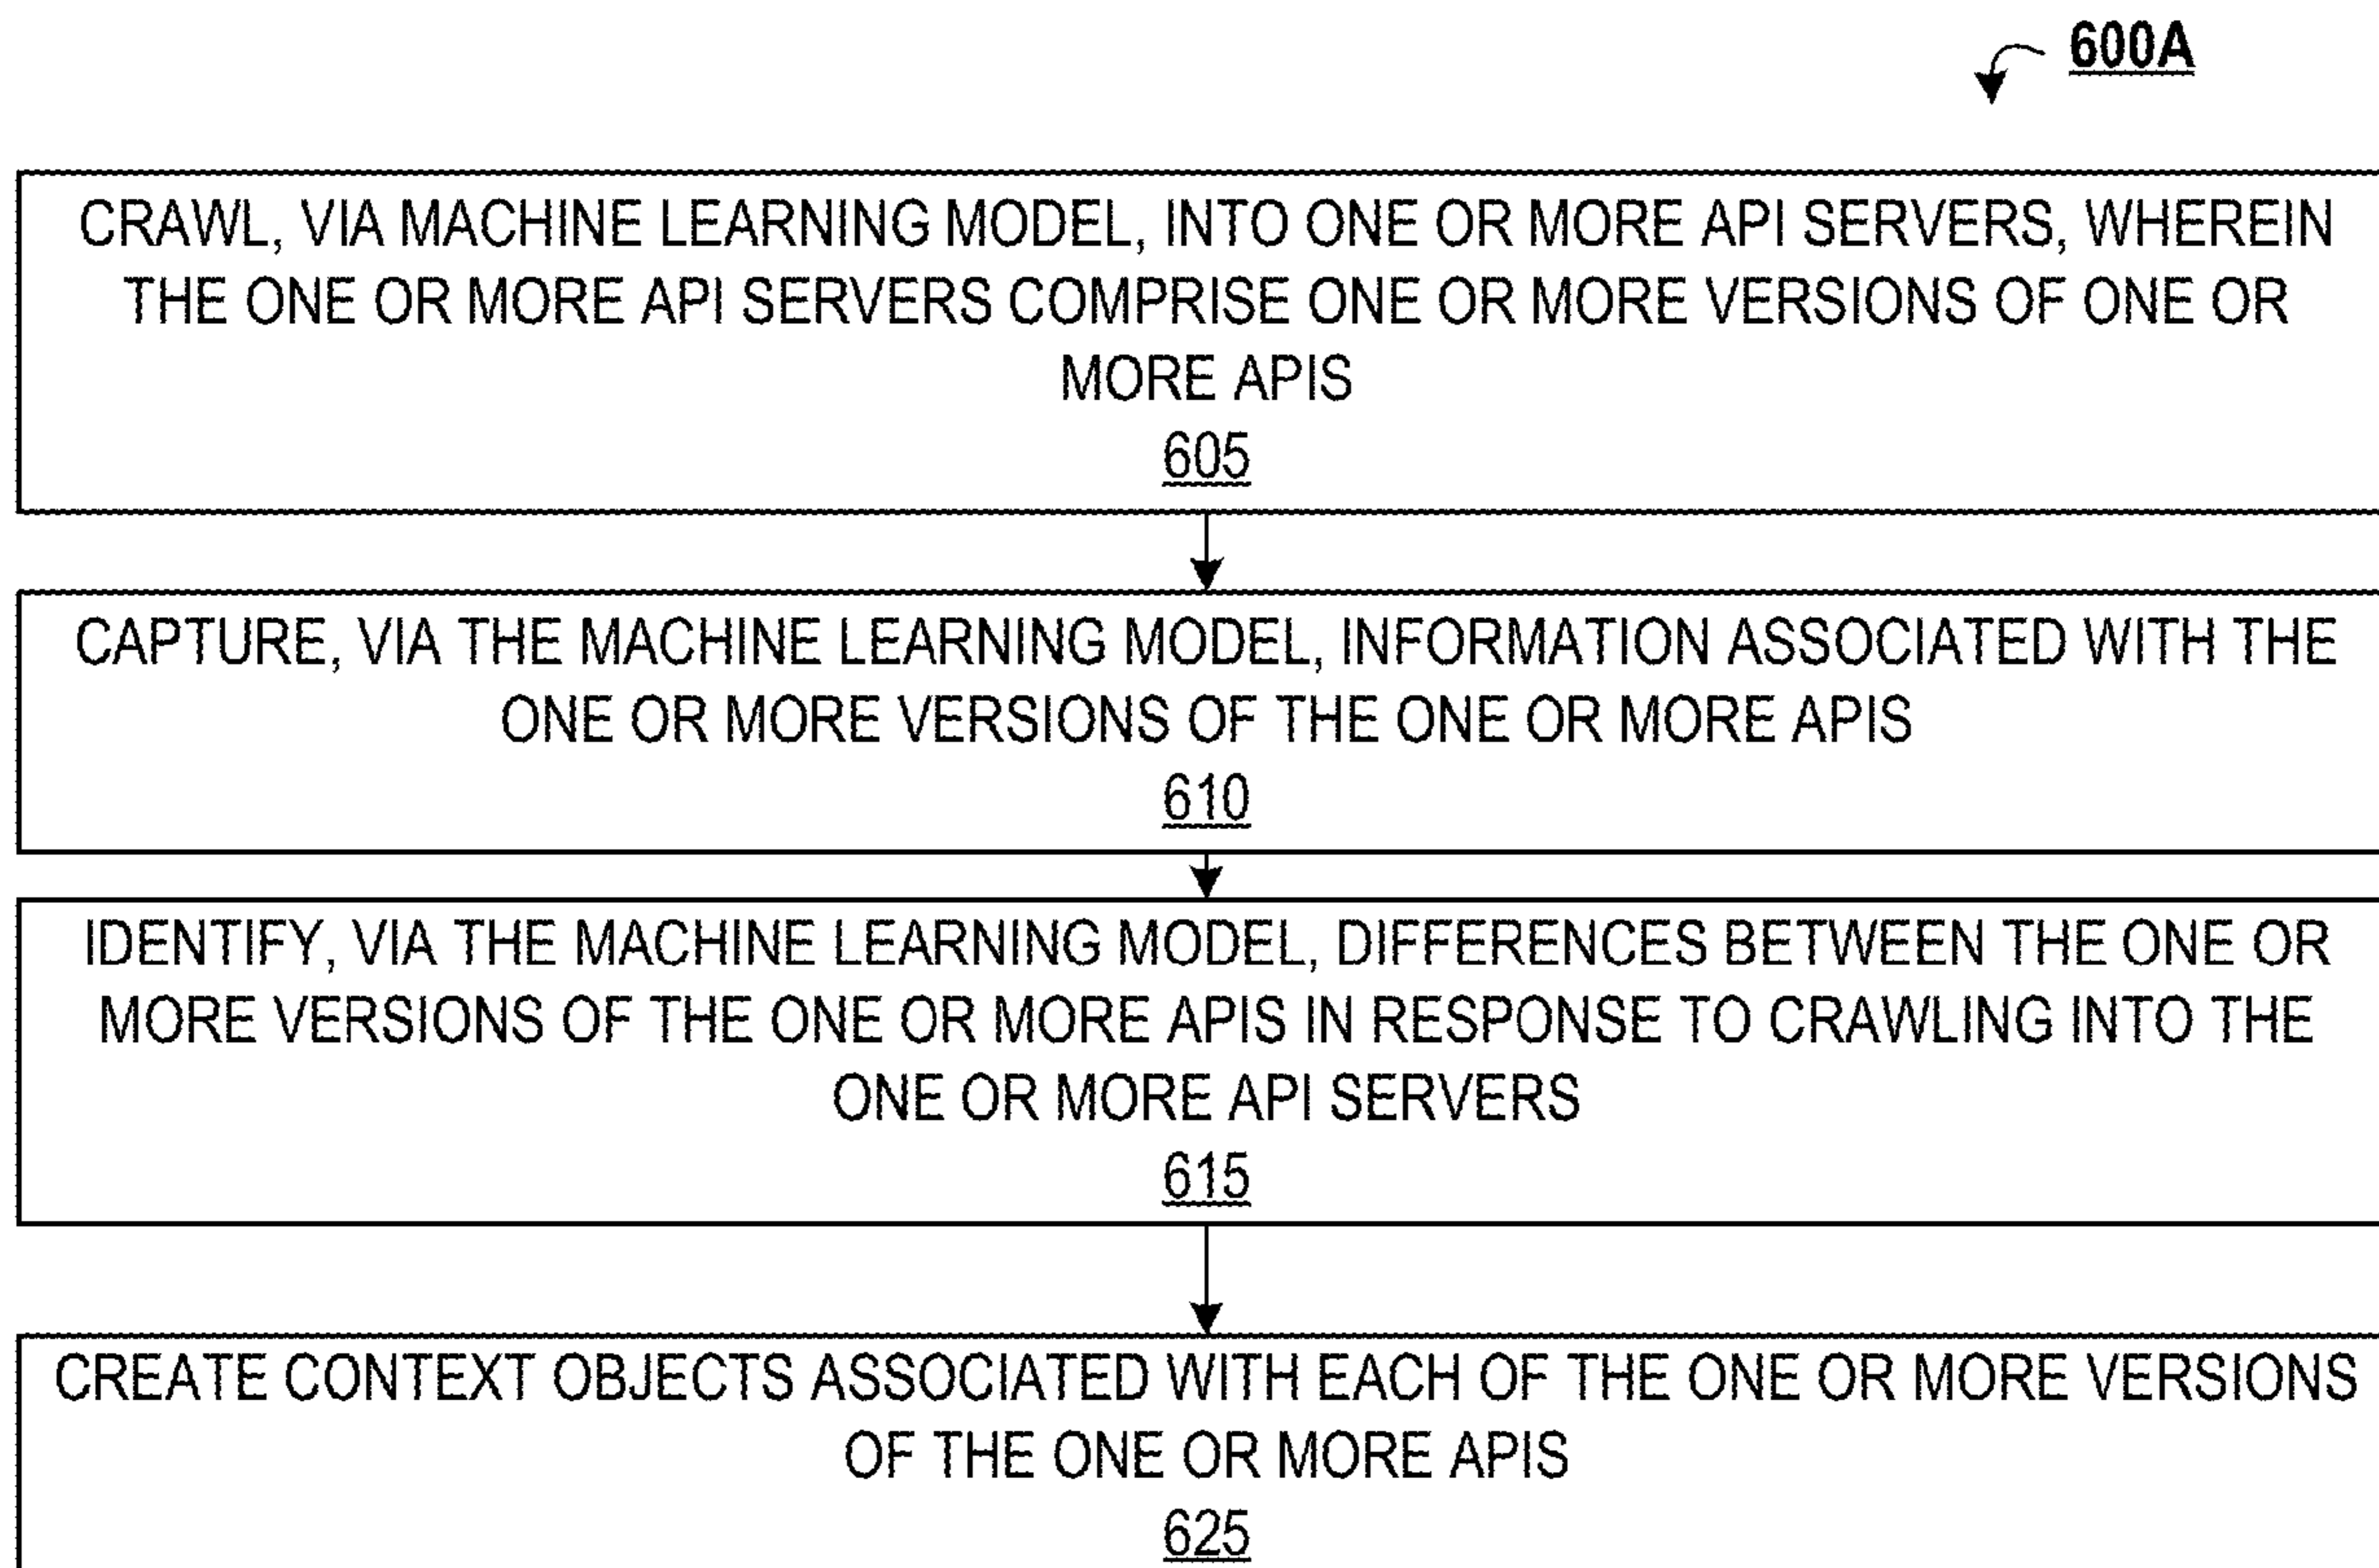 600A
CRAWL, VIA MACHINE LEARNING MODEL, INTO ONE OR MORE API SERVERS, WHEREIN
THE ONE OR MORE API SERVERS COMPRISE ONE OR MORE VERSIONS OF ONE OR
MORE APIS
605
CAPTURE, VIA THE MACHINE LEARNING MODEL, INFORMATION ASSOCIATED WITH THE
ONE OR MORE VERSIONS OF THE ONE OR MORE APIS
610
IDENTIFY, VIA THE MACHINE LEARNING MODEL, DIFFERENCES BETWEEN THE ONE OR
MORE VERSIONS OF THE ONE OR MORE APIS IN RESPONSE TO CRAWLING INTO THE
ONE OR MORE API SERVERS
615
CREATE CONTEXT OBJECTS ASSOCIATED WITH EACH OF THE ONE OR MORE VERSIONS
OF THE ONE OR MORE APIS
625